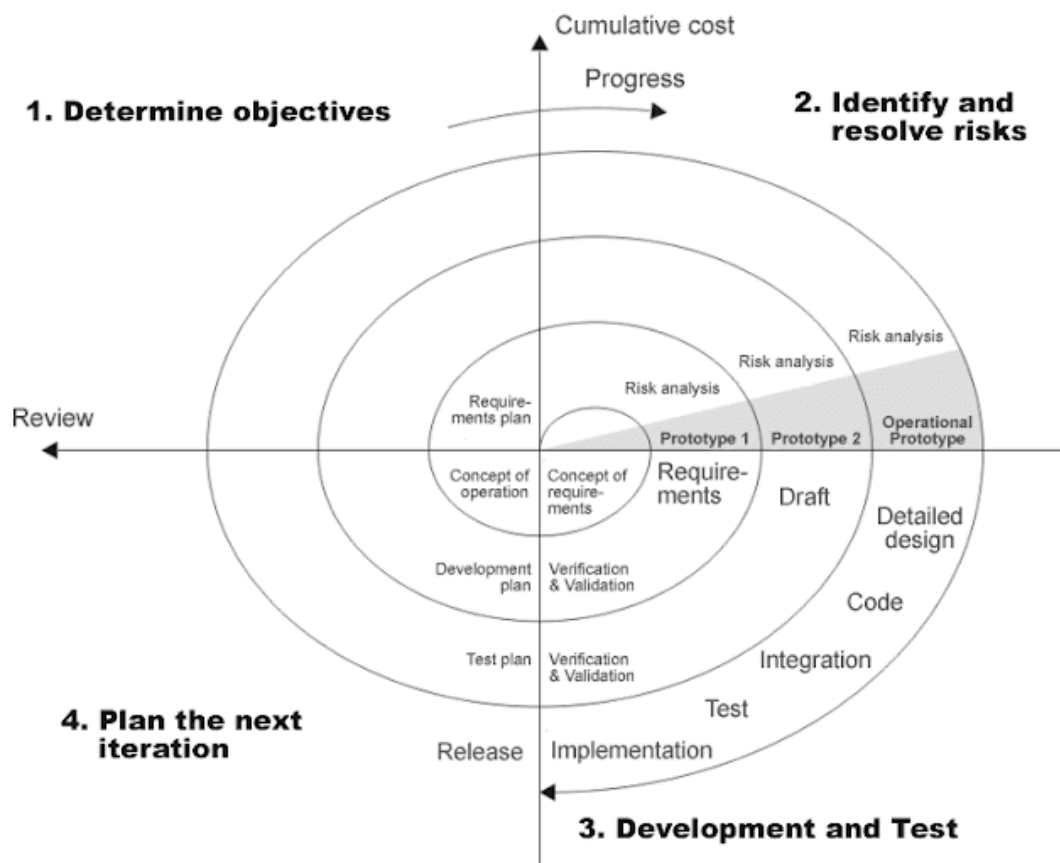 Cumulative cost
Progress
1. Determine objectives
2. Identify and
resolve risks
Risk analysis
Risk analysis
Risk analysis
Require-
ments plan
Review
Operational
Prototype
Prototype 1
Prototype 2
Concept of
operation
Concept of
require-
ments
Require-
ments
Draft
Detailed
design
Development
plan
Verification
& Validation
Code
Test plan
Verification
& Validation
Integration
Test
4. Plan the next
iteration
Release
Implementation
3. Development and Test